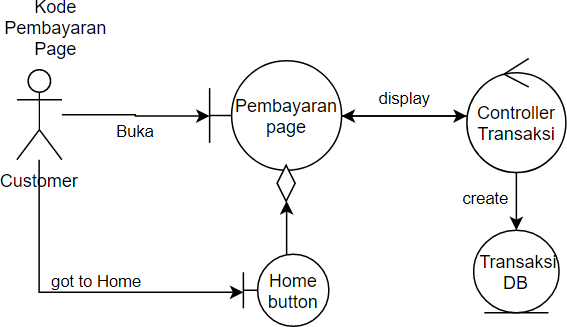 Kode
Pembayaran
Page
Customer
Buka
Pembayaran
page
display
Controller
Transaksi
create
Transaksi
DB
got to Home
Home
button